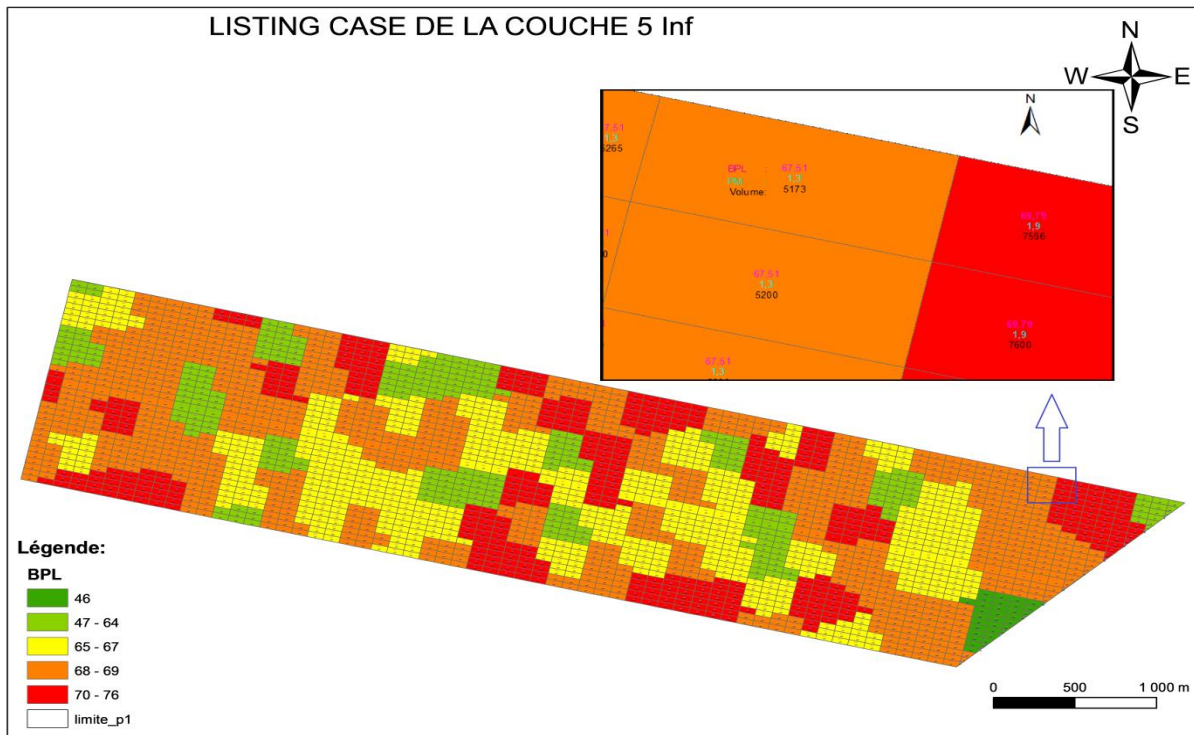 LISTING CASE DE LA COUCHE 5 Inf
N
W E
S
N
67,51
1,3
5265
BPL : 67,51
1,3
Volume: 5173
69,79
1,9
7596
67,51
1,3
5200
69,79
1,9
7600
67,51
1,3
Légende:
BPL
46
47 - 64
65 - 67
68 - 69
70 - 76
limite_p1
0 500 1 000 m